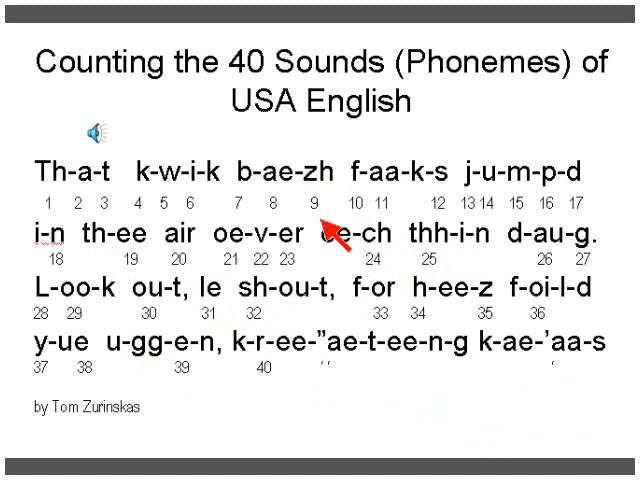 Counting the 40 Sounds (Phonemes) of
USA English
Th-a-t k-w-i-k b-ae-zh f-aa-k-s j-u-m-p-d
1 2 3 4 5 6 7 8 9 10 11 12 13 14 15 16 17
i-n th-ee air oe-v-er ee-ch thh-i-n d-au-g.
18 19 20 21 22 23 24 25 26 27
L-oo-k ou-t, le sh-ou-t, f-or h-ee-z f-oi-l-d
28 29 30 31 32 33 34 35 36
y-ue u-gg-e-n, k-r-ee-”ae-t-ee-n-g k-ae-’aa-s
37 38 39 40 ‘ ‘ ‘
by Tom Zurinskas